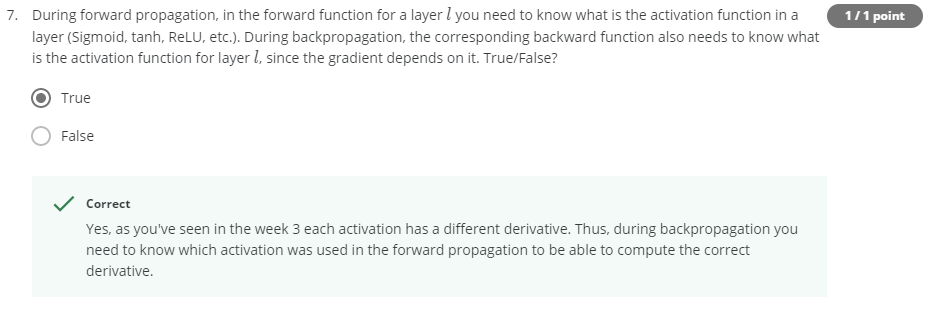 7. During forward propagation, in the forward function for a layer l you need to know what is the activation function in a
1 / 1 point
layer (Sigmoid, tanh, ReLU, etc.). During backpropagation, the corresponding backward function also needs to know what
is the activation function for layer l, since the gradient depends on it. True/False?
True
False
Correct
Yes, as you've seen in the week 3 each activation has a different derivative. Thus, during backpropagation you
need to know which activation was used in the forward propagation to be able to compute the correct
derivative.